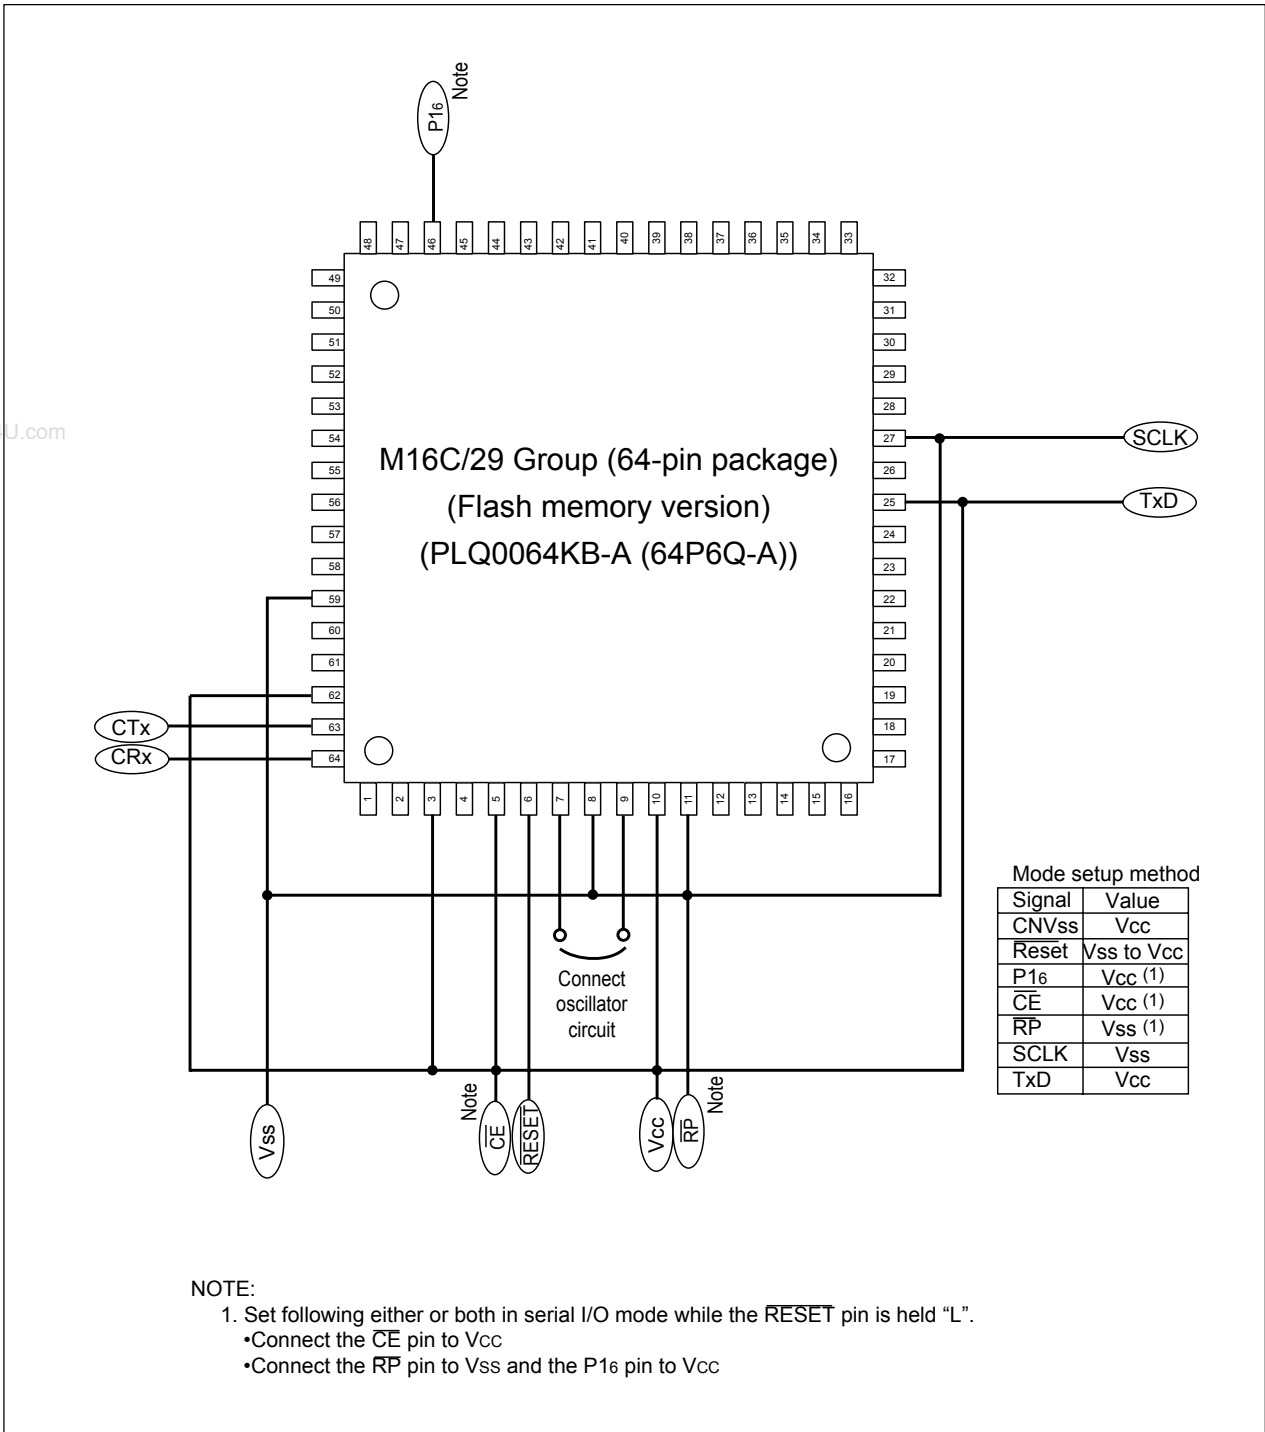 P16
Note
48 47 46 45 44 43 42 41 40 39 38 37 36 35 34 33
49
50
51
52
53
54
55
56
57
58
59
60
61
62
63
64
32
31
30
29
28
27
26
25
24
23
22
21
20
19
18
17
4U.com
M16C/29 Group (64-pin package)
(Flash memory version)
(PLQ0064KB-A (64P6Q-A))
SCLK
TxD
CTx
CRx
1 2 3 4 5 6 7 8 9 10 11 12 13 14 15 16
Connect
oscillator
circuit
Vss
Note
CE
RESET
Vcc
RP
Note
Mode setup method
Signal Value
CNVss Vcc
Reset Vss to Vcc
P16 Vcc (1)
CE Vcc (1)
RP Vss (1)
SCLK Vss
TxD Vcc
NOTE:
1. Set following either or both in serial I/O mode while the RESET pin is held “L”.
•Connect the CE pin to VCC
•Connect the RP pin to VSS and the P16 pin to VCC